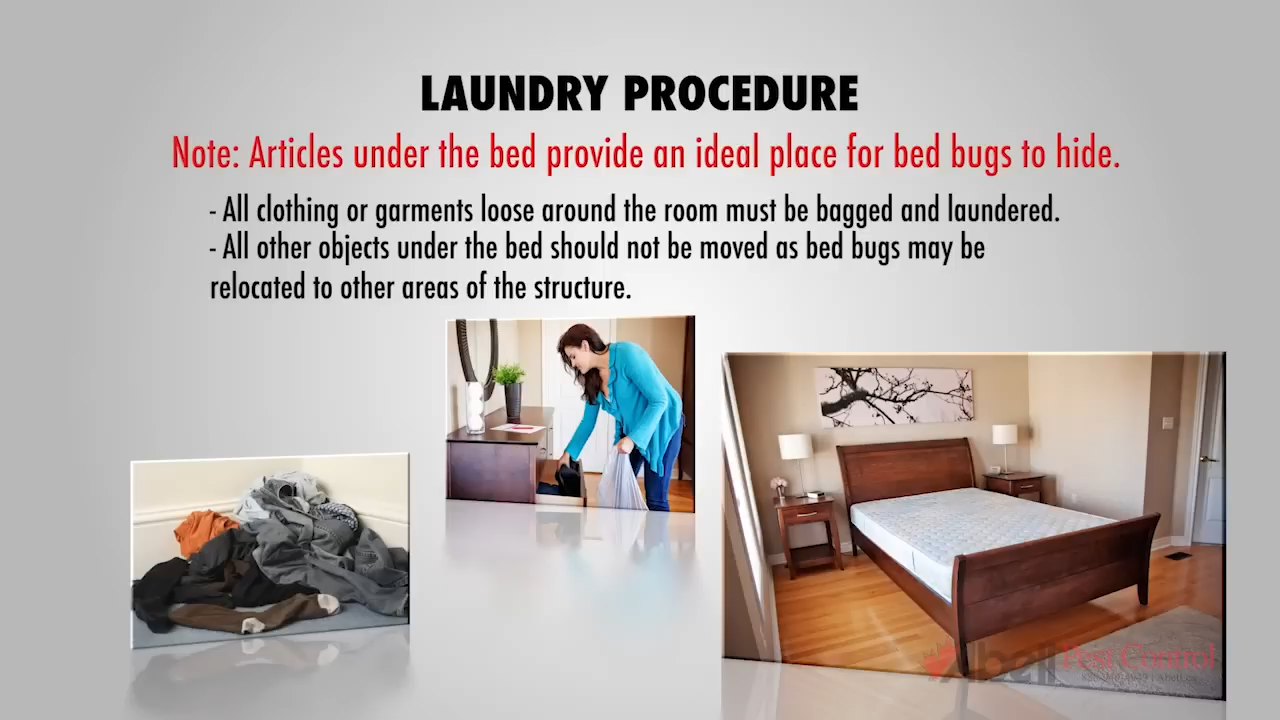 LAUNDRY PROCEDURE
Note: Articles under the bed provide an ideal place for bed bugs to hide.
- All clothing or garments loose around the room must be bagged and laundered.
- All other objects under the bed should not be moved as bed bugs may be
relocated to other areas of the structure.
Abell Pest Control